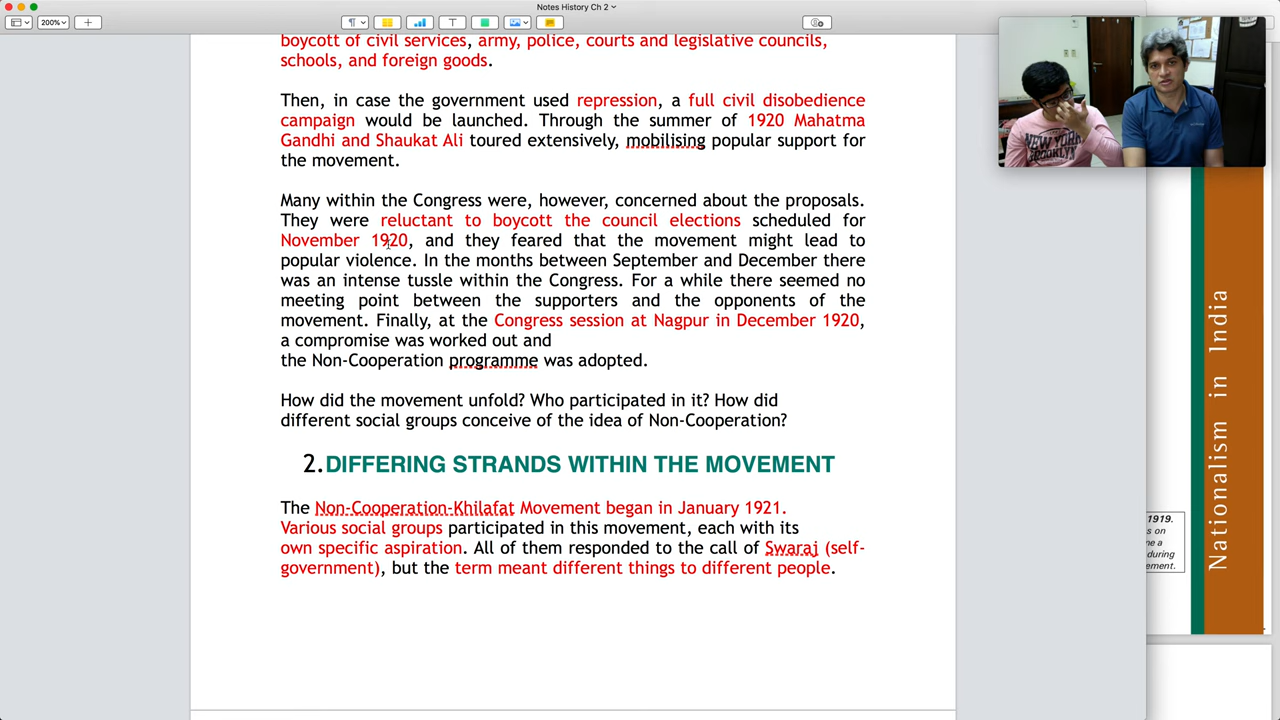 Notes History Ch 2
200%
boycott of civil services, army, police, courts and legislative councils,
schools, and foreign goods.
Then, in case the government used repression, a full civil disobedience
campaign would be launched. Through the summer of 1920 Mahatma
Gandhi and Shaukat Ali toured extensively, mobilising popular support for
the movement.
Many within the Congress were, however, concerned about the proposals.
They were reluctant to boycott the council elections scheduled for
November 1920, and they feared that the movement might lead to
popular violence. In the months between September and December there
was an intense tussle within the Congress. For a while there seemed no
meeting point between the supporters and the opponents of the
movement. Finally, at the Congress session at Nagpur in December 1920,
a compromise was worked out and
the Non-Cooperation programme was adopted.
How did the movement unfold? Who participated in it? How did
different social groups conceive of the idea of Non-Cooperation?
2. DIFFERING STRANDS WITHIN THE MOVEMENT
The Non-Cooperation-Khilafat Movement began in January 1921.
Various social groups participated in this movement, each with its
own specific aspiration. All of them responded to the call of Swaraj (self-
government), but the term meant different things to different people.
NEW YORK
BROOKLYN
Nationalism in India
1919.
s on
ne a
during
ement.